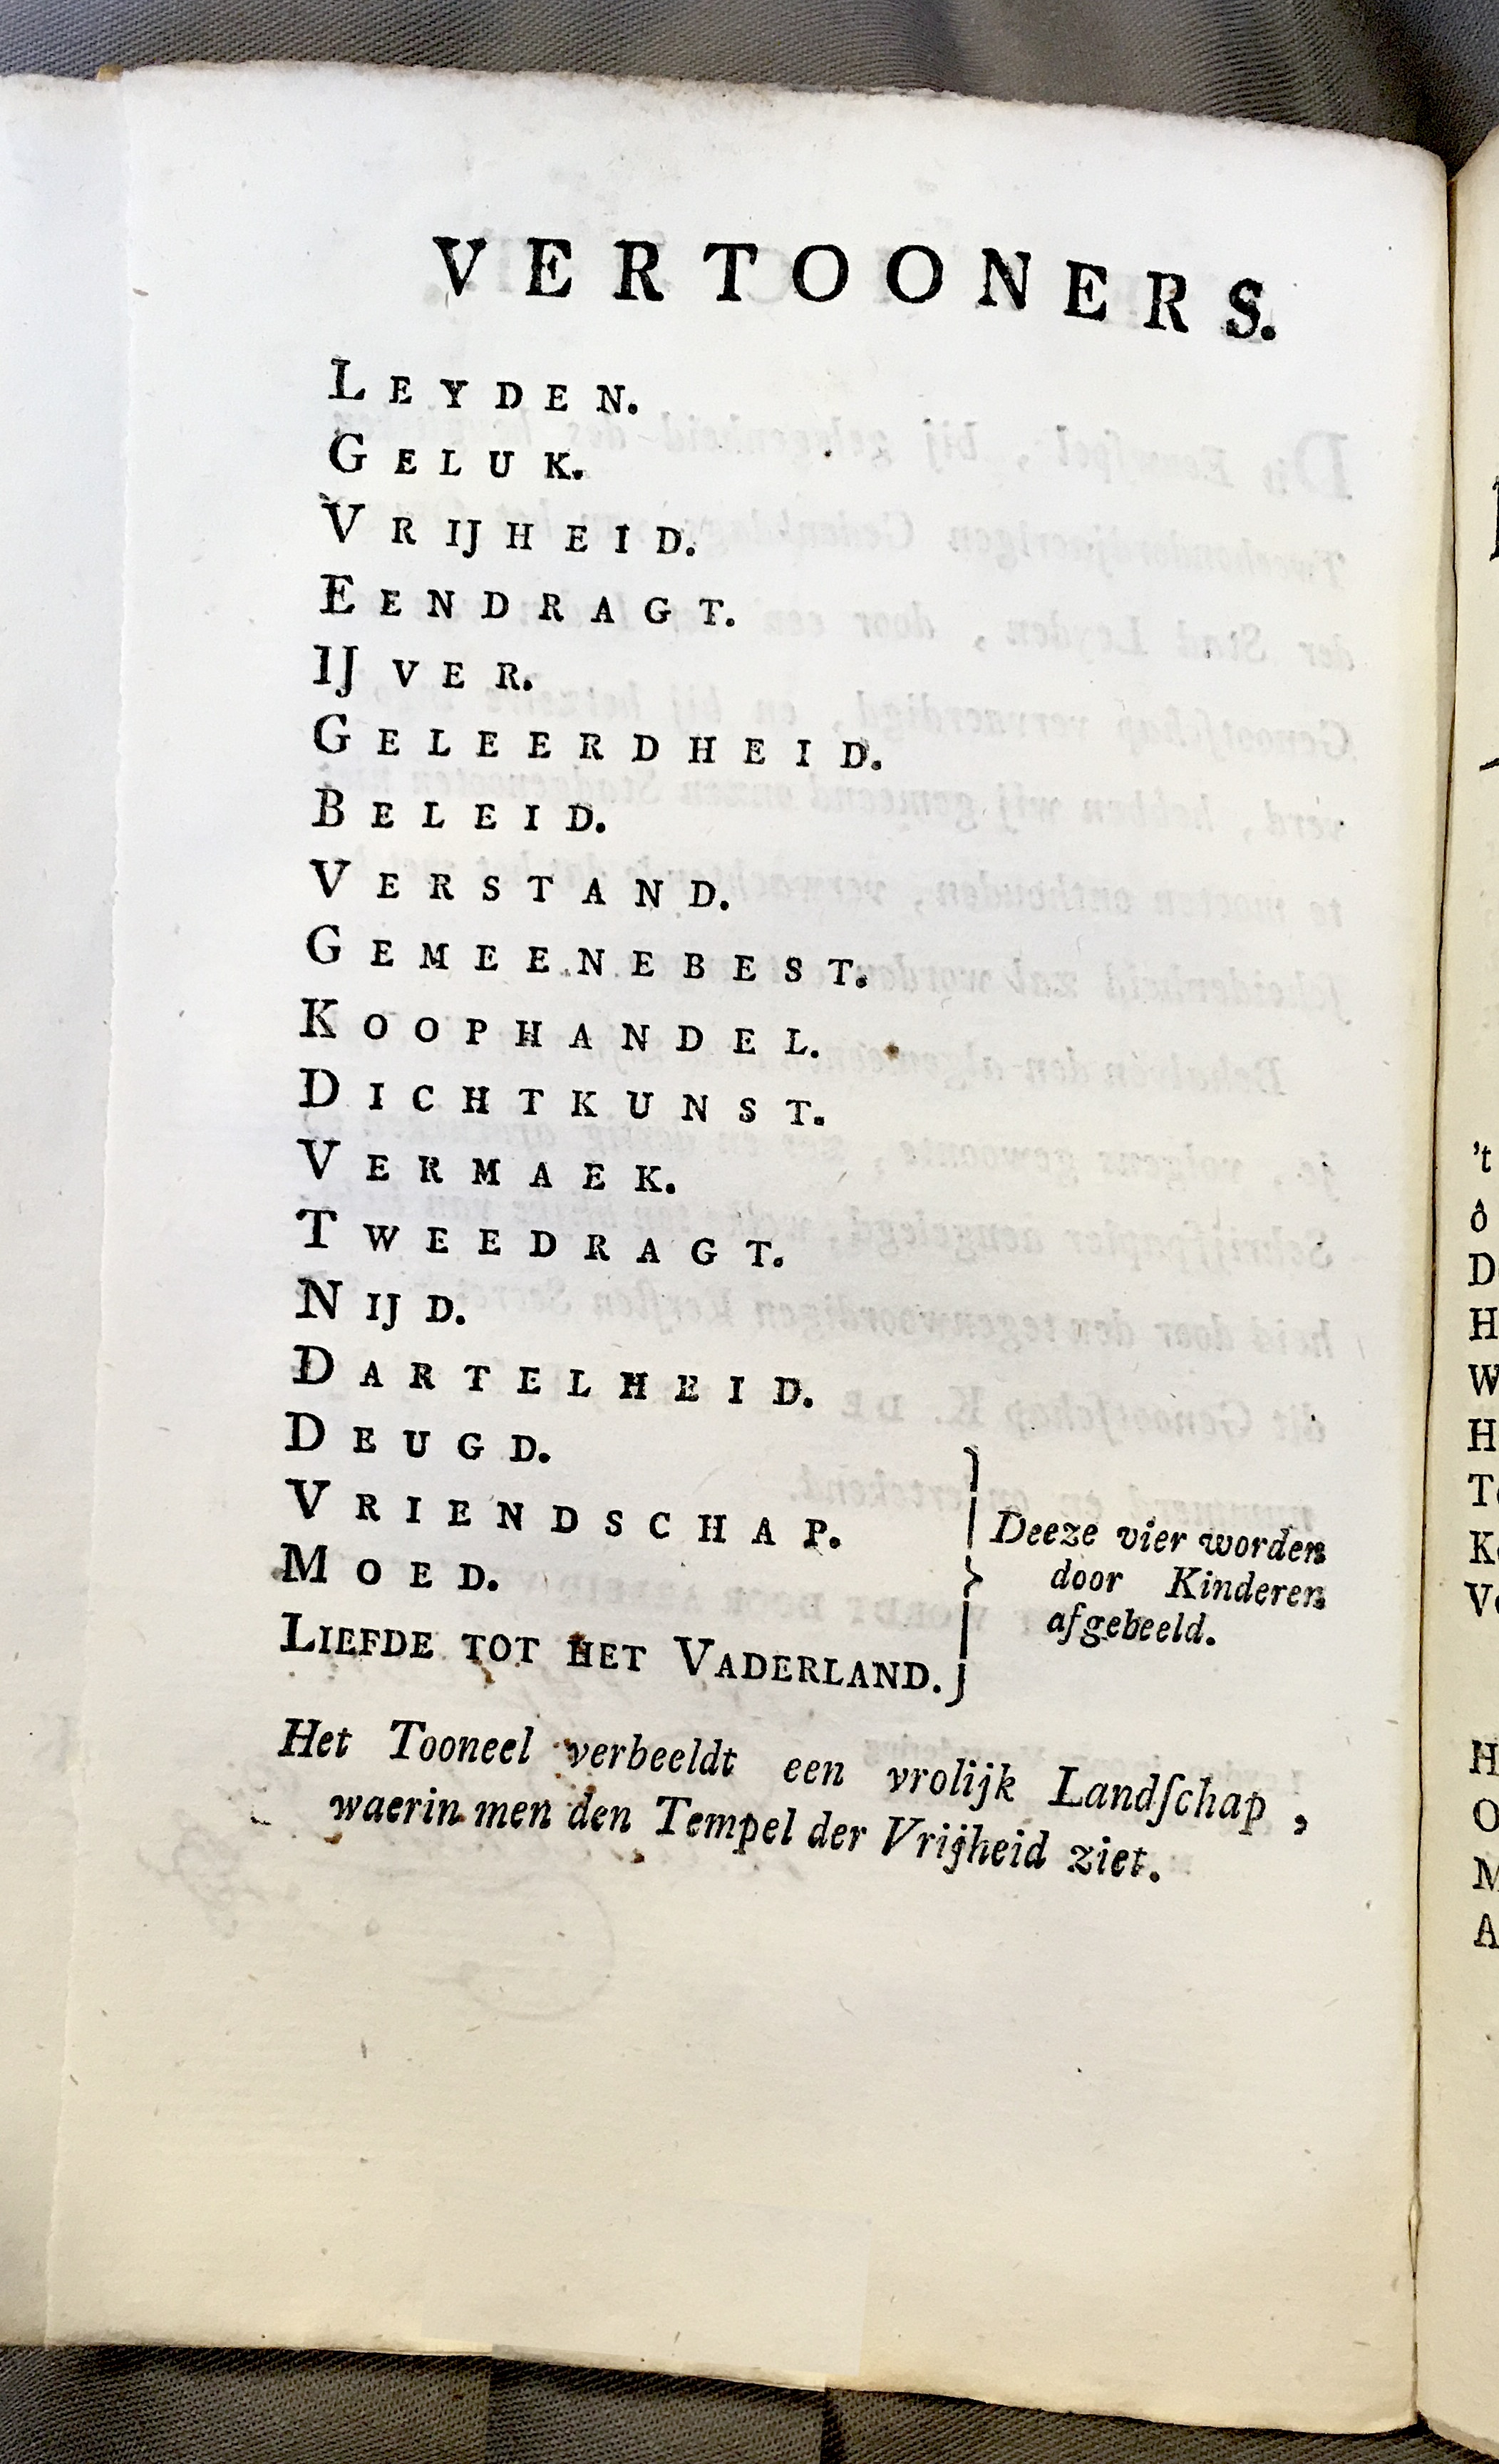 VERTOONERS.
LEYDEN.
GELUK.
VRIJHEID.
EENDRAGT.
IJVER.
GELEERDHEID.
BELEID.
VERSTAND.
GEMEENEBEST.
KOOPHANDEL.
DICHTKUNST.
VERMAEK.
TWEEDRAGT.
NIJD.
DARTELHEID.
DEUGD.
VRIENDSCHAP.
MOED.
LIEFDE TOT HET VADERLAND.
Deeze vier worden
door Kinderen
afgebeeld.
Het Tooneel verbeeldt een vrolijk Landſchap,
waerin men den Tempel der Vrijheid ziet.
't
ô